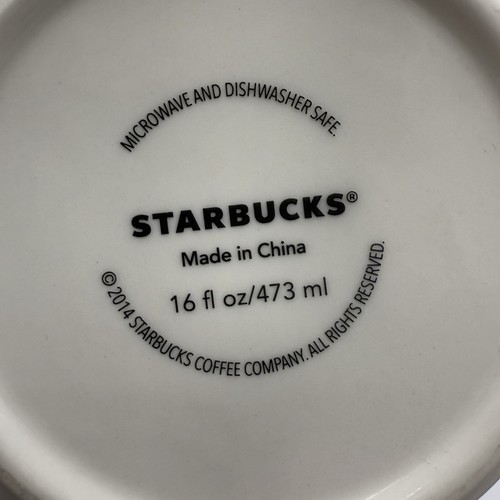 MICROWAVE AND DISHWASHER SAFE.
STARBUCKS®
Made in China
16 fl oz/473 ml
© 2014 STARBUCKS COFFEE COMPANY. ALL RIGHTS RESERVED.